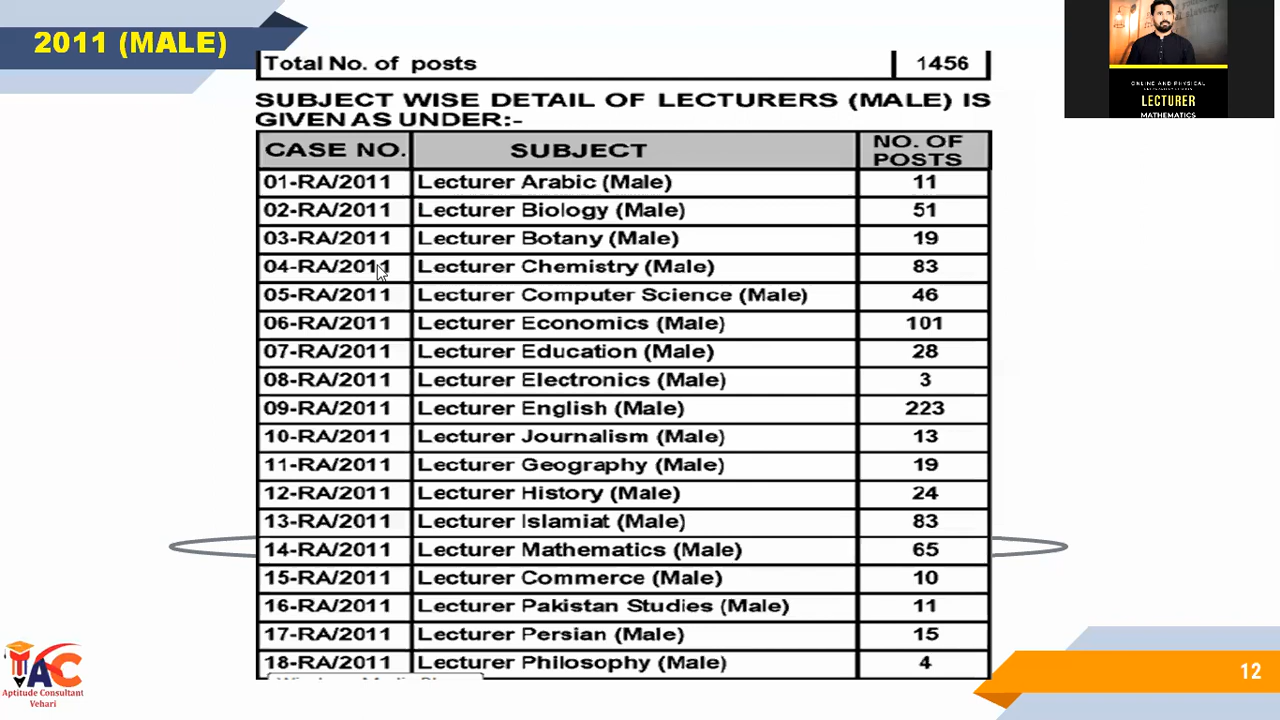 2011 (MALE)
Total No. of posts 1456
SUBJECT WISE DETAIL OF LECTURERS (MALE) IS
GIVEN AS UNDER:-
CASE NO. SUBJECT NO. OF POSTS
01-RA/2011 Lecturer Arabic (Male) 11
02-RA/2011 Lecturer Biology (Male) 51
03-RA/2011 Lecturer Botany (Male) 19
04-RA/2011 Lecturer Chemistry (Male) 83
05-RA/2011 Lecturer Computer Science (Male) 46
06-RA/2011 Lecturer Economics (Male) 101
07-RA/2011 Lecturer Education (Male) 28
08-RA/2011 Lecturer Electronics (Male) 3
09-RA/2011 Lecturer English (Male) 223
10-RA/2011 Lecturer Journalism (Male) 13
11-RA/2011 Lecturer Geography (Male) 19
12-RA/2011 Lecturer History (Male) 24
13-RA/2011 Lecturer Islamiat (Male) 83
14-RA/2011 Lecturer Mathematics (Male) 65
15-RA/2011 Lecturer Commerce (Male) 10
16-RA/2011 Lecturer Pakistan Studies (Male) 11
17-RA/2011 Lecturer Persian (Male) 15
18-RA/2011 Lecturer Philosophy (Male) 4
ONLINE AND PHYSICAL
LECTURER
MATHEMATICS
AC
Aptitude Consultant
Vehari
12